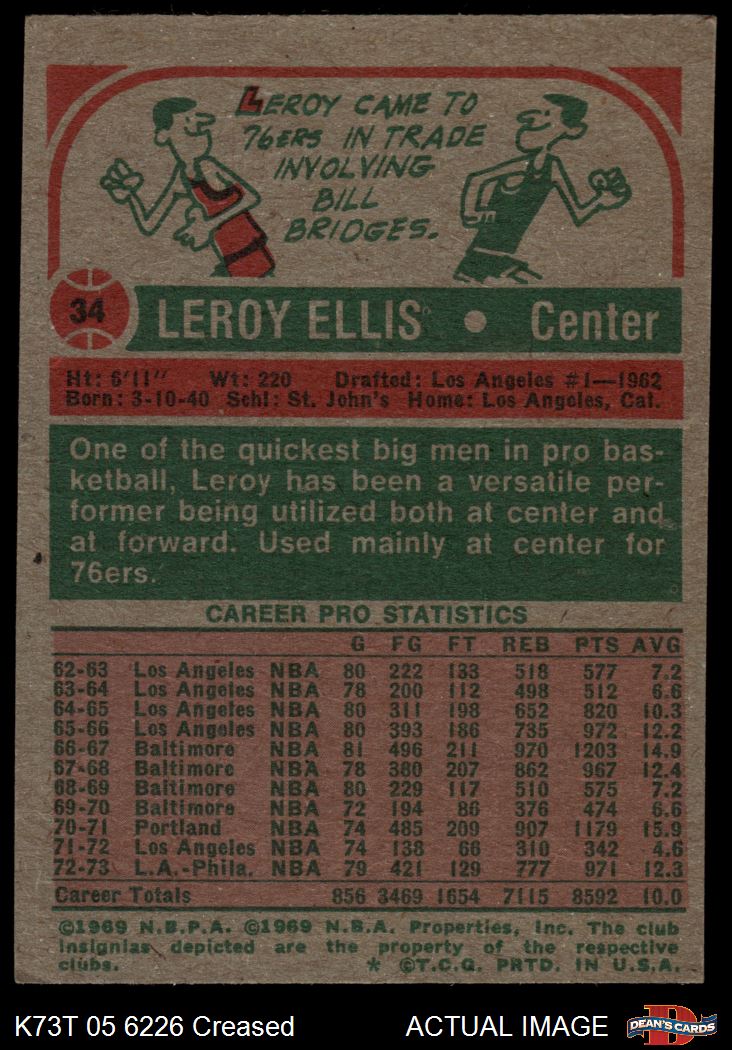 LEROY CAME TO
76ERS IN TRADE
INVOLVING
BILL
BRIDGES.
34
LEROY ELLIS • Center
Ht: 6'11" Wt: 220 Drafted: Los Angeles #1—1962
Born: 3-10-40 Schl: St. John's Home: Los Angeles, Cal.
One of the quickest big men in pro bas-
ketball, Leroy has been a versatile per-
former being utilized both at center and
at forward. Used mainly at center for
76ers.
CAREER PRO STATISTICS
G FG FT REB PTS AVG
62-63 Los Angeles NBA 80 222 133 518 577 7.2
63-64 Los Angeles NBA 78 200 112 498 512 6.6
64-65 Los Angeles NBA 80 311 198 652 820 10.3
65-66 Los Angeles NBA 80 393 186 735 972 12.2
66-67 Baltimore NBA 81 496 211 970 1203 14.9
67-68 Baltimore NBA 78 380 207 862 967 12.4
68-69 Baltimore NBA 80 229 117 510 575 7.2
69-70 Baltimore NBA 72 194 86 376 474 6.6
70-71 Portland NBA 74 485 209 907 1179 15.9
71-72 Los Angeles NBA 74 138 66 310 342 4.6
72-73 L.A.-Phila. NBA 79 421 129 777 971 12.3
Career Totals 856 3469 1654 7115 8592 10.0
©1969 N.B.P.A. ©1969 N.B.A. Properties, Inc. The club
insignias depicted are the property of the respective
clubs. * ©T.C.G. PRTD. IN U.S.A.
K73T 05 6226 Creased ACTUAL IMAGE
DEAN'S CARDS